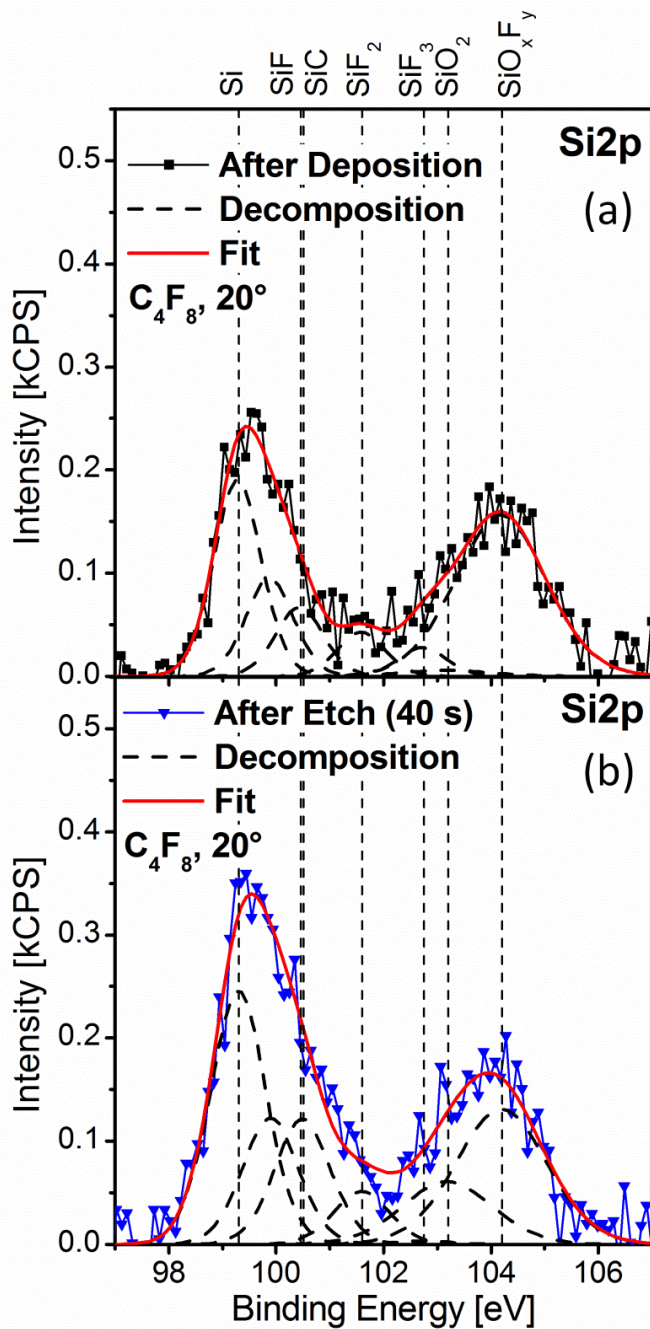 Si
SiF
SiC
SiF2
SiF3
SiO2
SiOxFy
Si2p
(a)
After Deposition
Decomposition
Fit
C4F8, 20°
Intensity [kCPS]
0.5
0.4
0.3
0.2
0.1
0.0
Si2p
(b)
After Etch (40 s)
Decomposition
Fit
C4F8, 20°
Intensity [kCPS]
0.5
0.4
0.3
0.2
0.1
0.0
98 100 102 104 106
Binding Energy [eV]